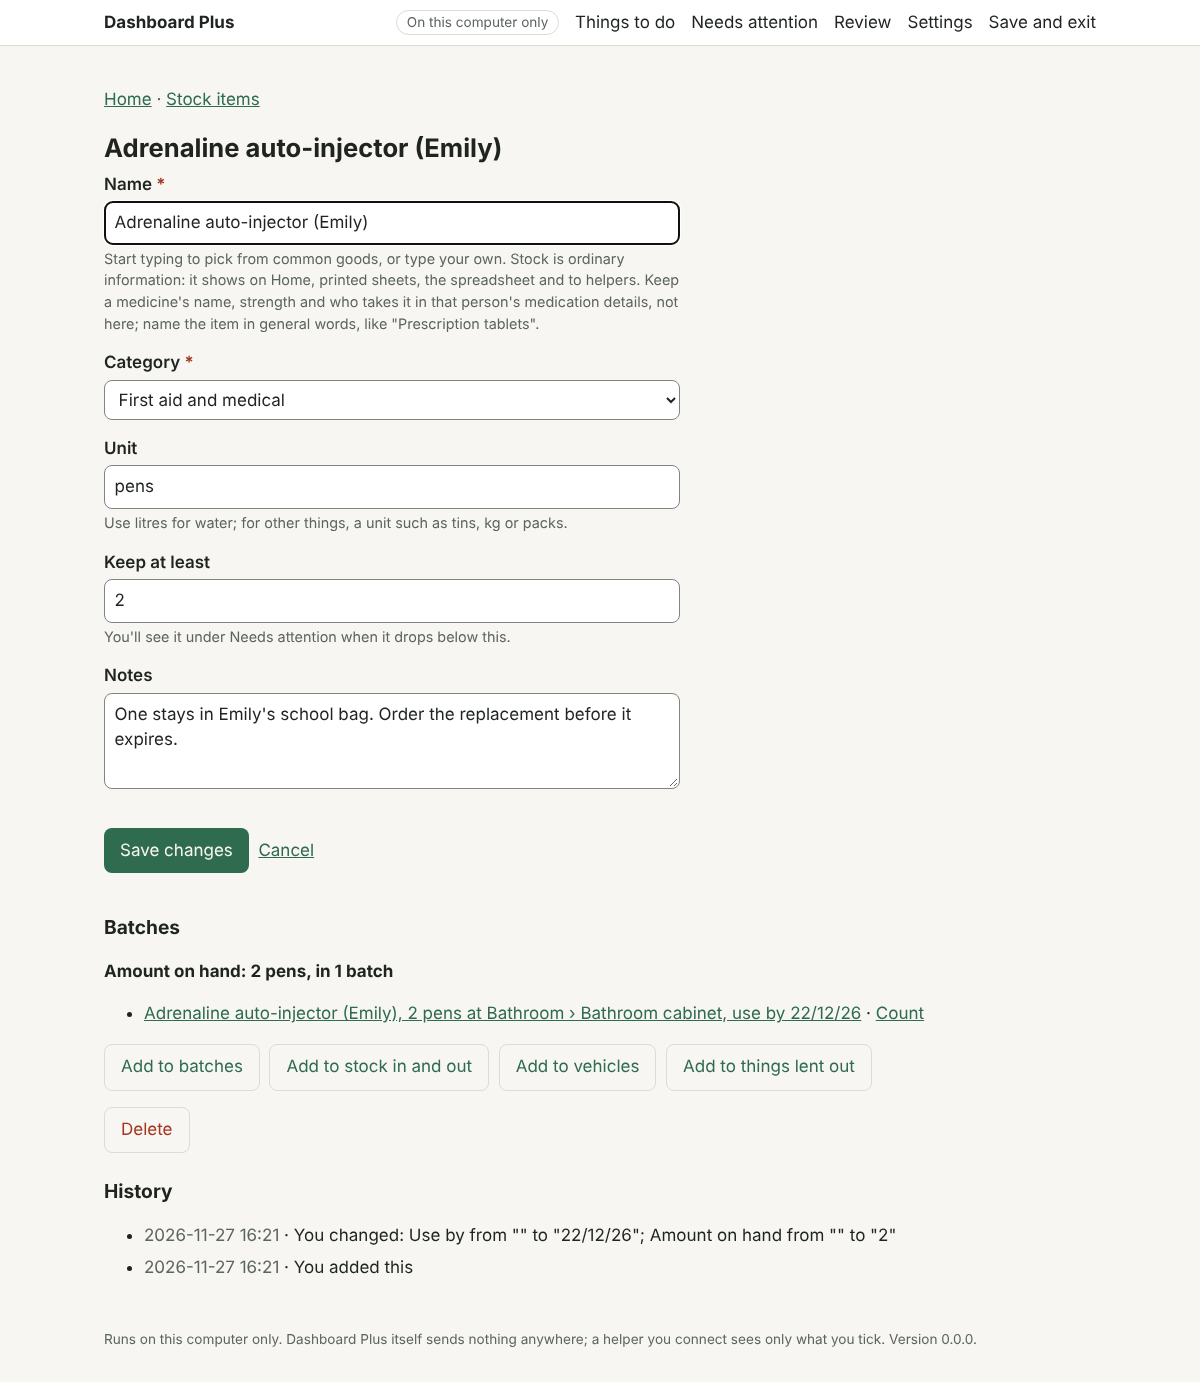 Dashboard Plus
On this computer only Things to do Needs attention Review Settings Save and exit
Home · Stock items
Adrenaline auto-injector (Emily)
Name *
Adrenaline auto-injector (Emily)
Start typing to pick from common goods, or type your own. Stock is ordinary
information: it shows on Home, printed sheets, the spreadsheet and to helpers. Keep
a medicine's name, strength and who takes it in that person's medication details, not
here; name the item in general words, like "Prescription tablets".
Category *
First aid and medical
Unit
pens
Use litres for water; for other things, a unit such as tins, kg or packs.
Keep at least
2
You'll see it under Needs attention when it drops below this.
Notes
One stays in Emily's school bag. Order the replacement before it
expires.
Save changes Cancel
Batches
Amount on hand: 2 pens, in 1 batch
• Adrenaline auto-injector (Emily), 2 pens at Bathroom › Bathroom cabinet, use by 22/12/26 · Count
Add to batches Add to stock in and out Add to vehicles Add to things lent out
Delete
History
• 2026-11-27 16:21 · You changed: Use by from "" to "22/12/26"; Amount on hand from "" to "2"
• 2026-11-27 16:21 · You added this
Runs on this computer only. Dashboard Plus itself sends nothing anywhere; a helper you connect sees only what you tick. Version 0.0.0.